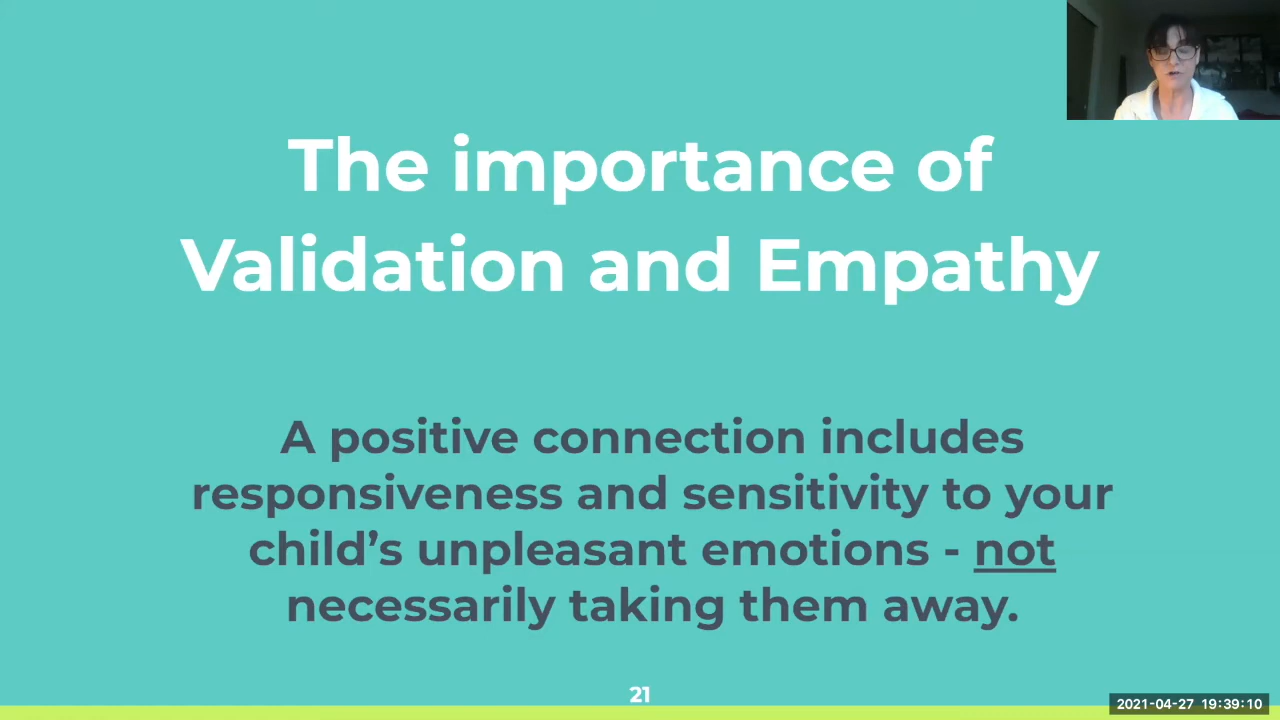 The importance of
Validation and Empathy
A positive connection includes
responsiveness and sensitivity to your
child’s unpleasant emotions - not
necessarily taking them away.
21
2021-04-27 19:39:10